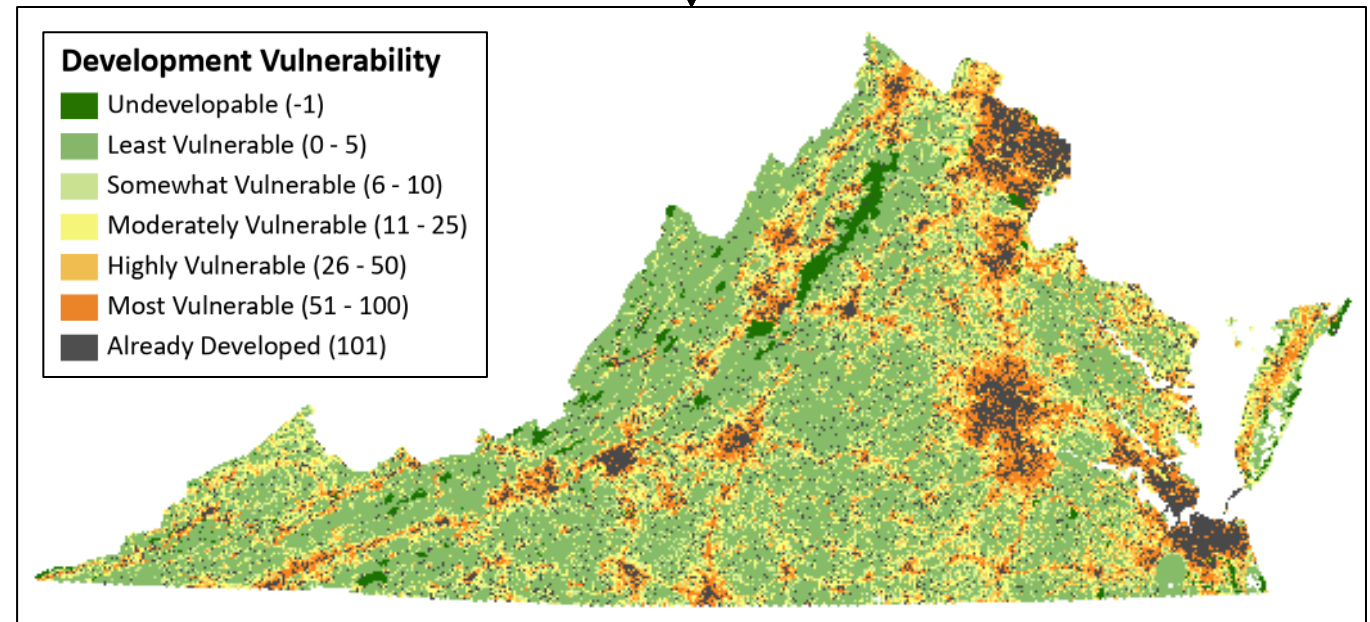 Development Vulnerability
Undevelopable (-1)
Least Vulnerable (0 - 5)
Somewhat Vulnerable (6 - 10)
Moderately Vulnerable (11 - 25)
Highly Vulnerable (26 - 50)
Most Vulnerable (51 - 100)
Already Developed (101)